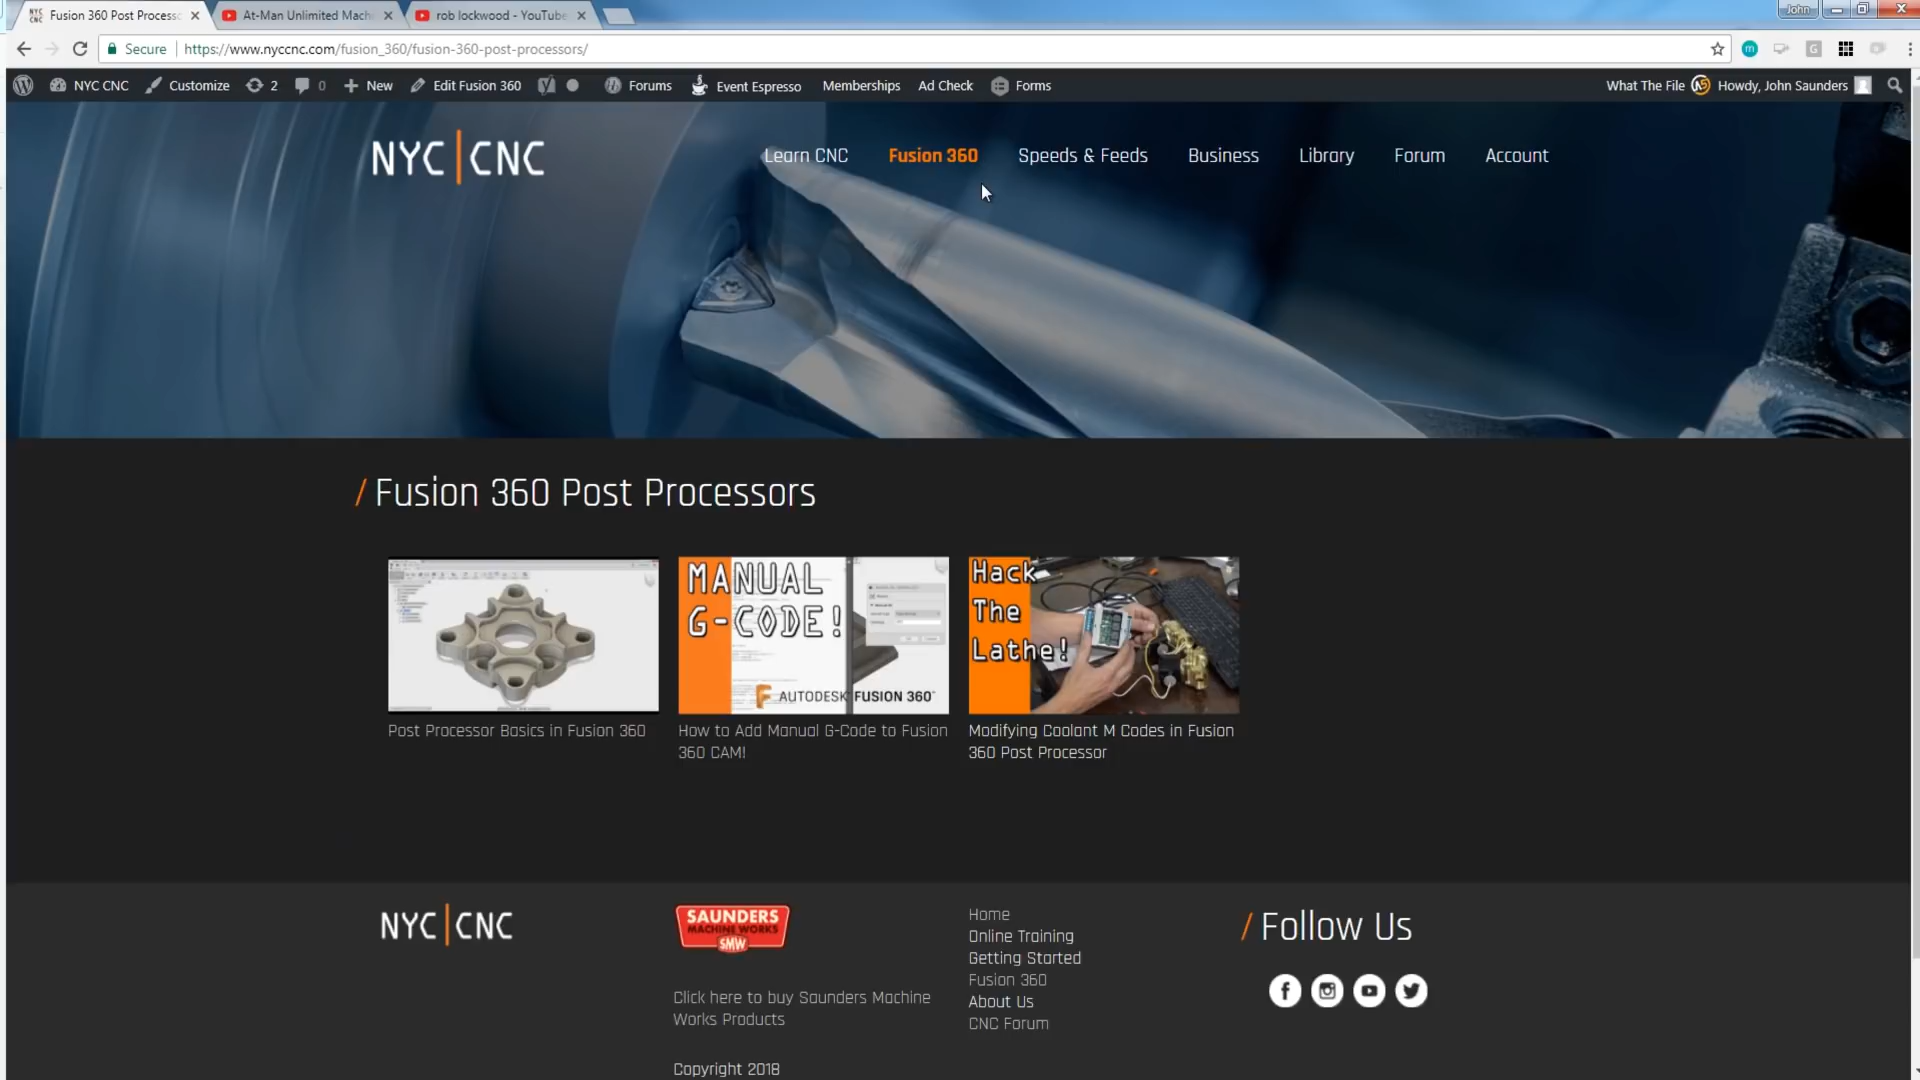 Fusion 360 Post Processo
At-Man Unlimited Mach
rob lockwood - YouTube
John
Secure
https://www.nyccnc.com/fusion_360/fusion-360-post-processors/
NYC CNC
Customize
2
0
New
Edit Fusion 360
Forums
Event Espresso
Memberships
Ad Check
Forms
What The File
Howdy, John Saunders
NYC|CNC
Learn CNC
Fusion 360
Speeds & Feeds
Business
Library
Forum
Account
/ Fusion 360 Post Processors
MANUAL
G-CODE!
AUTODESK FUSION 360
Hack
The
Lathe!
Post Processor Basics in Fusion 360
How to Add Manual G-Code to Fusion
360 CAM!
Modifying Coolant M Codes in Fusion
360 Post Processor
NYC|CNC
SAUNDERS
MACHINE WORKS
SMW
Click here to buy Saunders Machine
Works Products
Copyright 2018
Home
Online Training
Getting Started
Fusion 360
About Us
CNC Forum
/ Follow Us